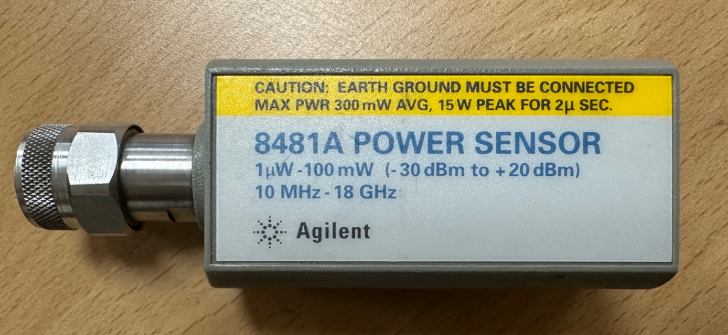 CAUTION: EARTH GROUND MUST BE CONNECTED
MAX PWR 300 mW AVG, 15 W PEAK FOR 2µ SEC.
8481A POWER SENSOR
1µW - 100 mW (- 30 dBm to + 20 dBm)
10 MHz - 18 GHz
Agilent